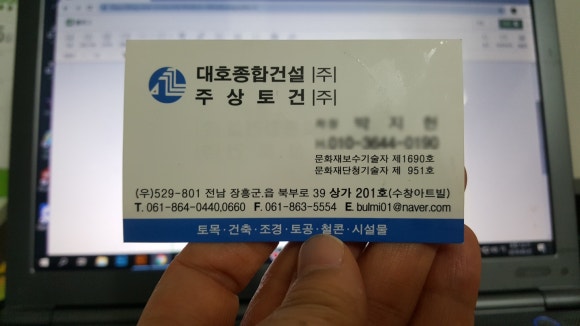 대호종합건설 |주|
주 상 토 건 |주|
문화재보수기술자 제1690호
문화재단청기술자 제 951호
(우)529-801 전남 장흥군.읍 북부로 39 상가 201호(수창아트빌)
T. 061-864-0440,0660 F. 061-863-5554 E. bulmi01@naver.com
토목·건축·조경·토공·철콘·시설물